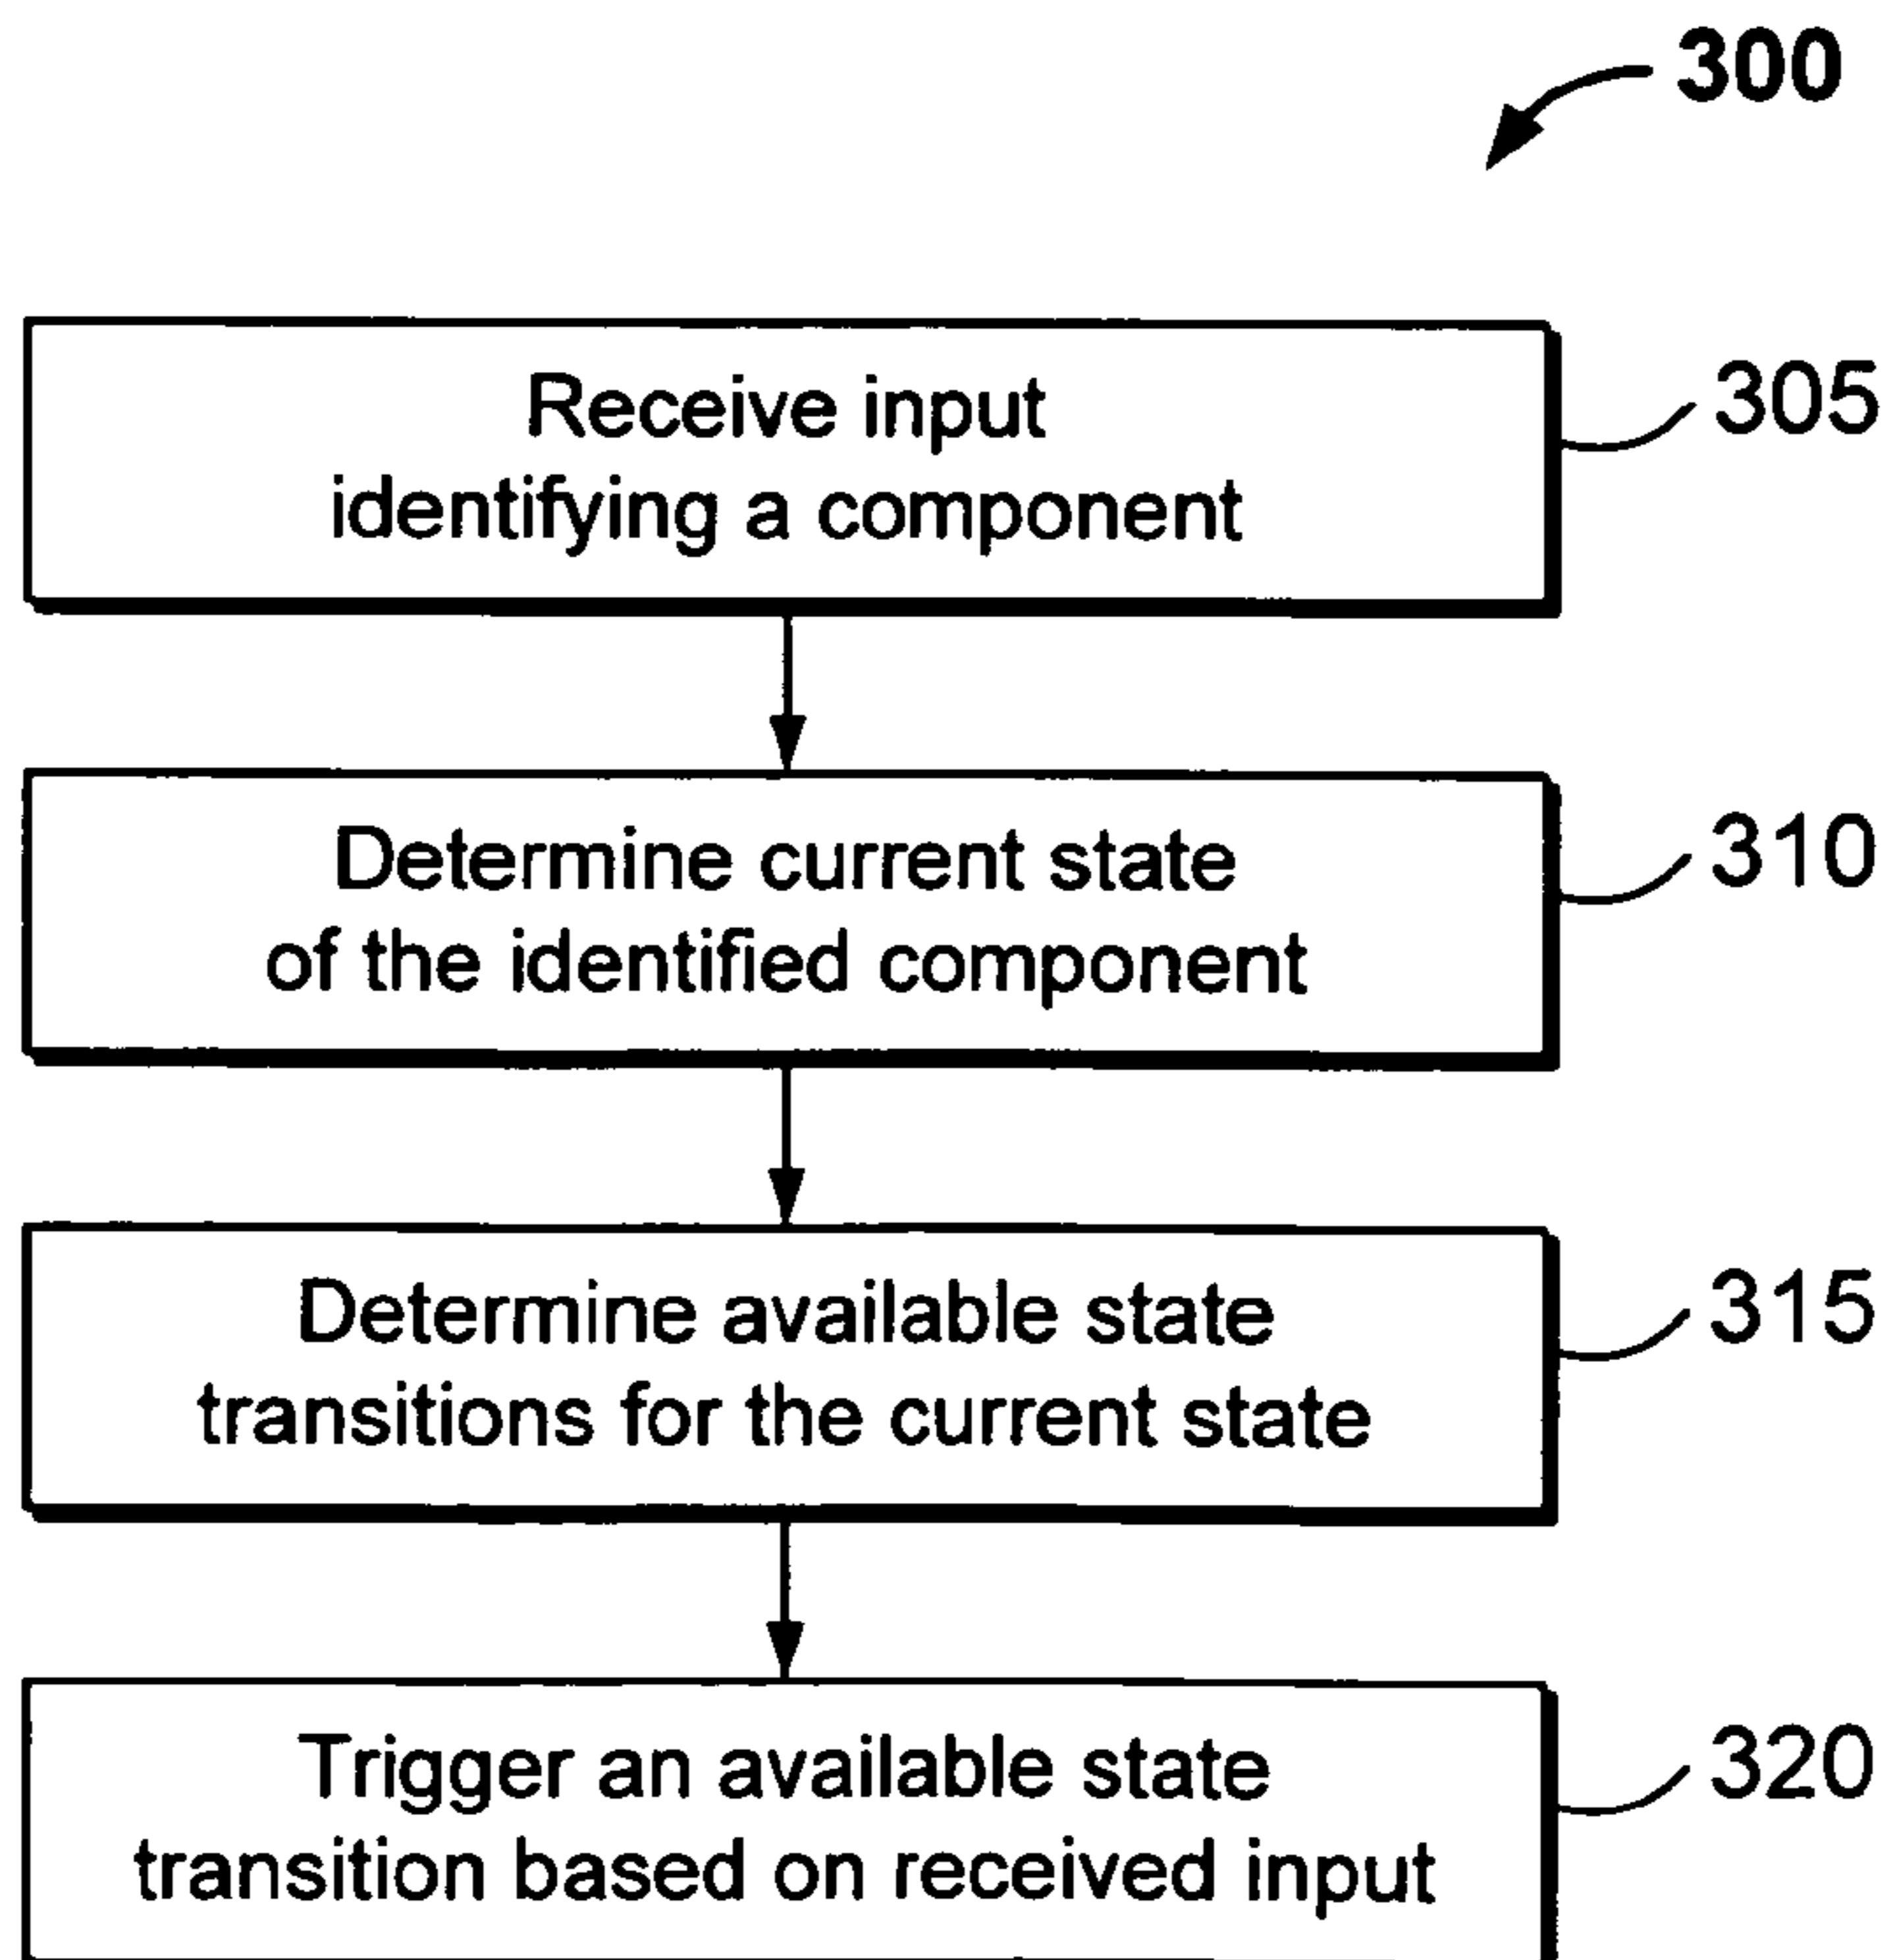 300
Receive input
identifying a component
305
Determine current state
of the identified component
310
Determine available state
transitions for the current state
315
Trigger an available state
transition based on received input
320